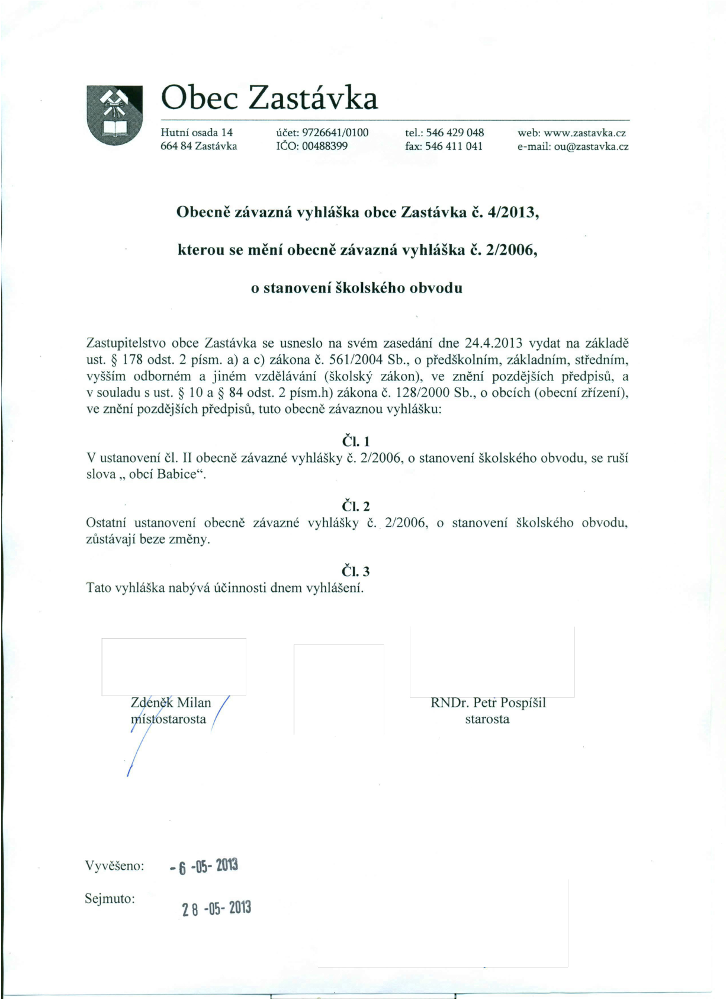 Obec Zastávka
Hutní osada 14
664 84 Zastávka
účet: 9726641/0100
IČO: 00488399
tel.: 546 429 048
fax: 546 411 041
web: www.zastavka.cz
e-mail: ou@zastavka.cz
Obecně závazná vyhláška obce Zastávka č. 4/2013,
kterou se mění obecně závazná vyhláška č. 2/2006,
o stanovení školského obvodu
Zastupitelstvo obce Zastávka se usneslo na svém zasedání dne 24.4.2013 vydat na základě
ust. § 178 odst. 2 písm. a) a c) zákona č. 561/2004 Sb., o předškolním, základním, středním,
vyšším odborném a jiném vzdělávání (školský zákon), ve znění pozdějších předpisů, a
v souladu s ust. § 10 a § 84 odst. 2 písm.h) zákona č. 128/2000 Sb., o obcích (obecní zřízení),
ve znění pozdějších předpisů, tuto obecně závaznou vyhlášku:
Čl. 1
V ustanovení čl. II obecně závazné vyhlášky č. 2/2006, o stanovení školského obvodu, se ruší
slova „ obcí Babice“.
Čl. 2
Ostatní ustanovení obecně závazné vyhlášky č. 2/2006, o stanovení školského obvodu,
zůstávají beze změny.
Čl. 3
Tato vyhláška nabývá účinnosti dnem vyhlášení.
Zdeněk Milan
místostarosta
RNDr. Petr Pospíšil
starosta
Vyvěšeno: - 6 -05- 2013
Sejmuto: 28 -05- 2013